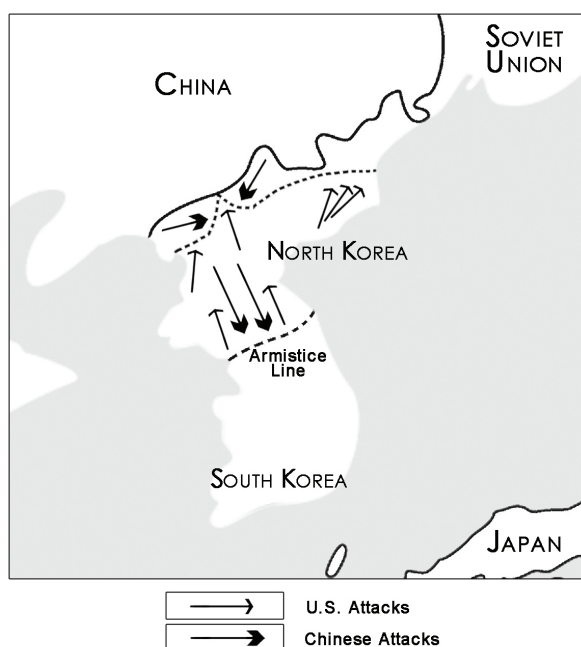 SOVIET
UNION
CHINA
NORTH KOREA
Armistice
Line
SOUTH KOREA
JAPAN
U.S. Attacks
Chinese Attacks